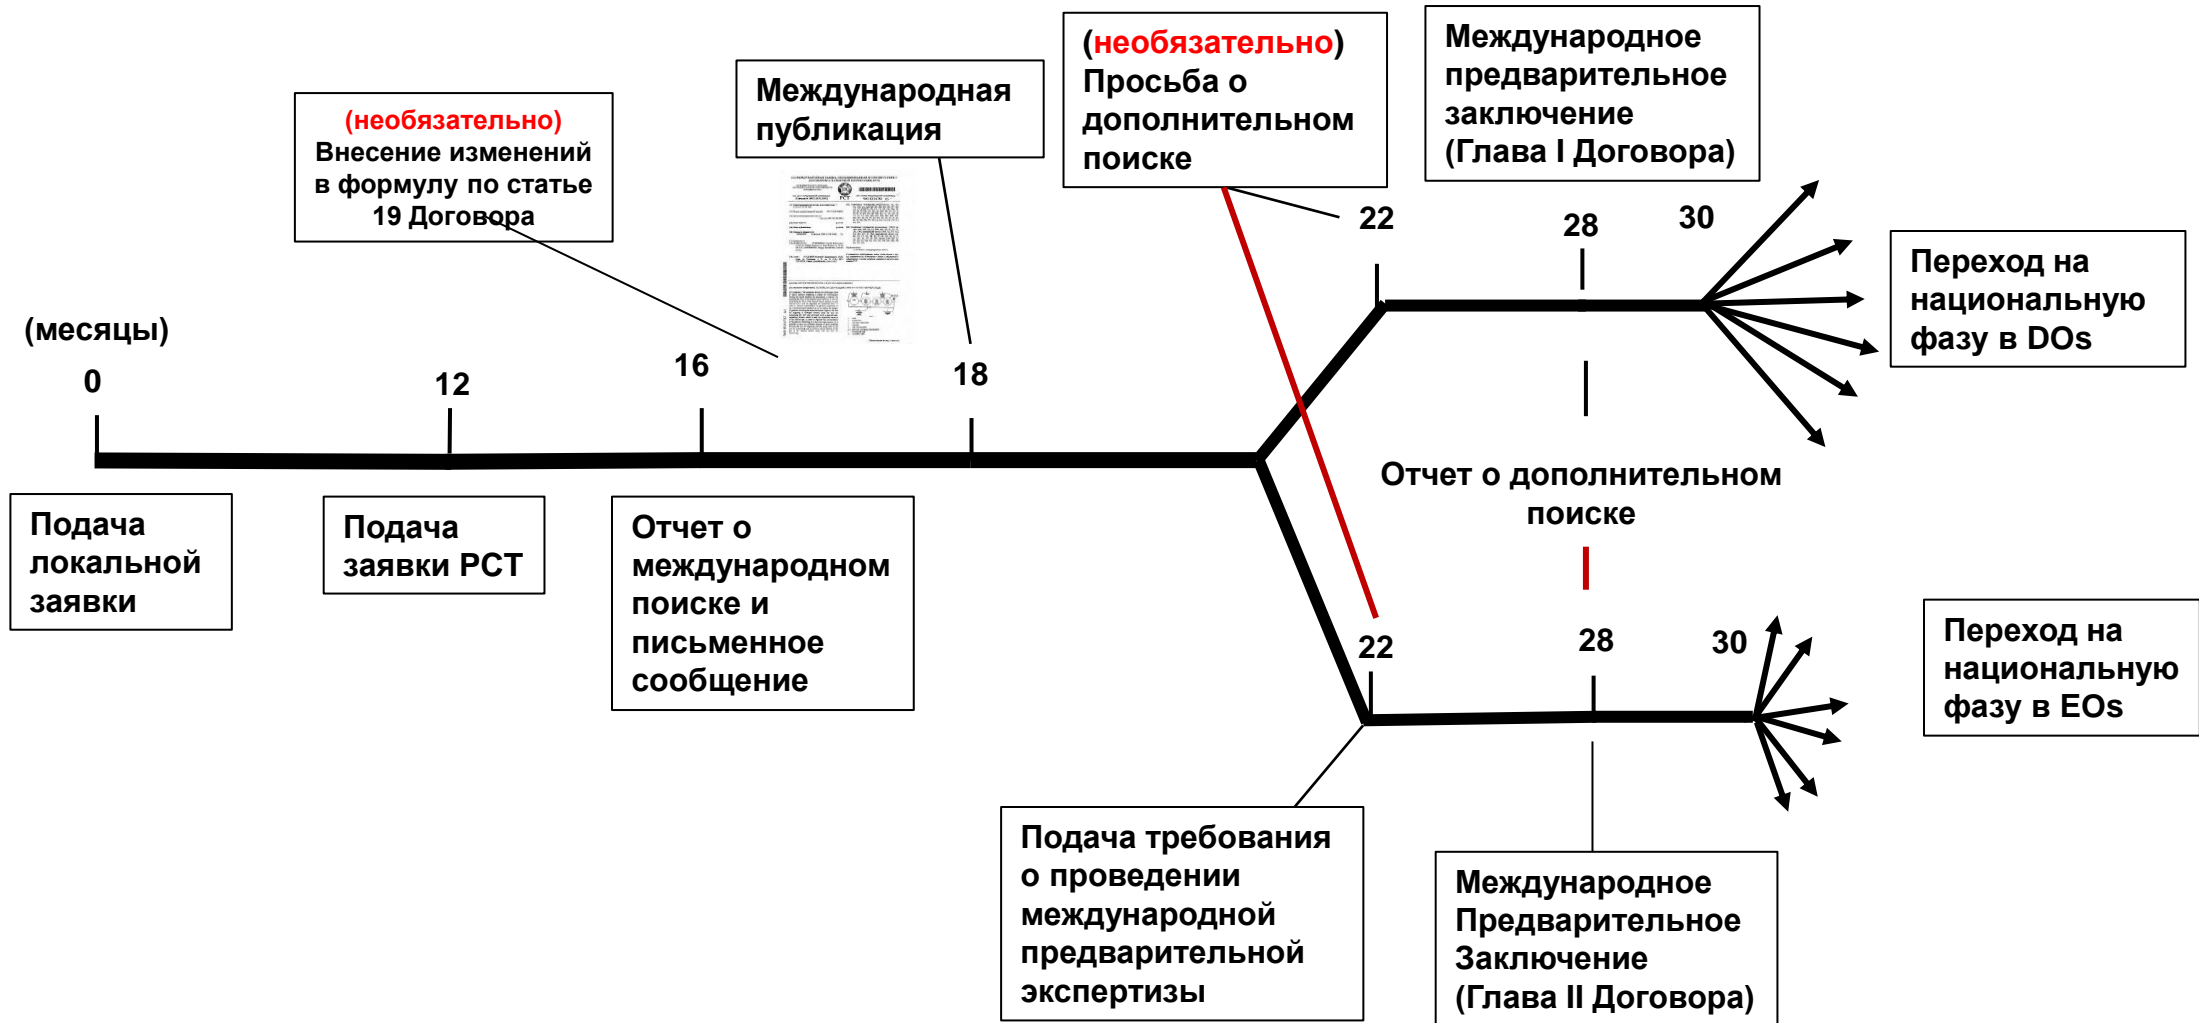 (необязательно)
Внесение изменений
в формулу по статье
19 Договора
Международная
публикация
(необязательно)
Просьба о
дополнительном
поиске
Международное
предварительное
заключение
(Глава I Договора)
(месяцы)
0
12
16
18
22
28
30
Переход на
национальную
фазу в DOs
Подача
локальной
заявки
Подача
заявки PCT
Отчет о
международном
поиске и
письменное
сообщение
Отчет о дополнительном
поиске
22
28
30
Переход на
национальную
фазу в EOs
Подача требования
о проведении
международной
предварительной
экспертизы
Международное
Предварительное
Заключение
(Глава II Договора)
PCT